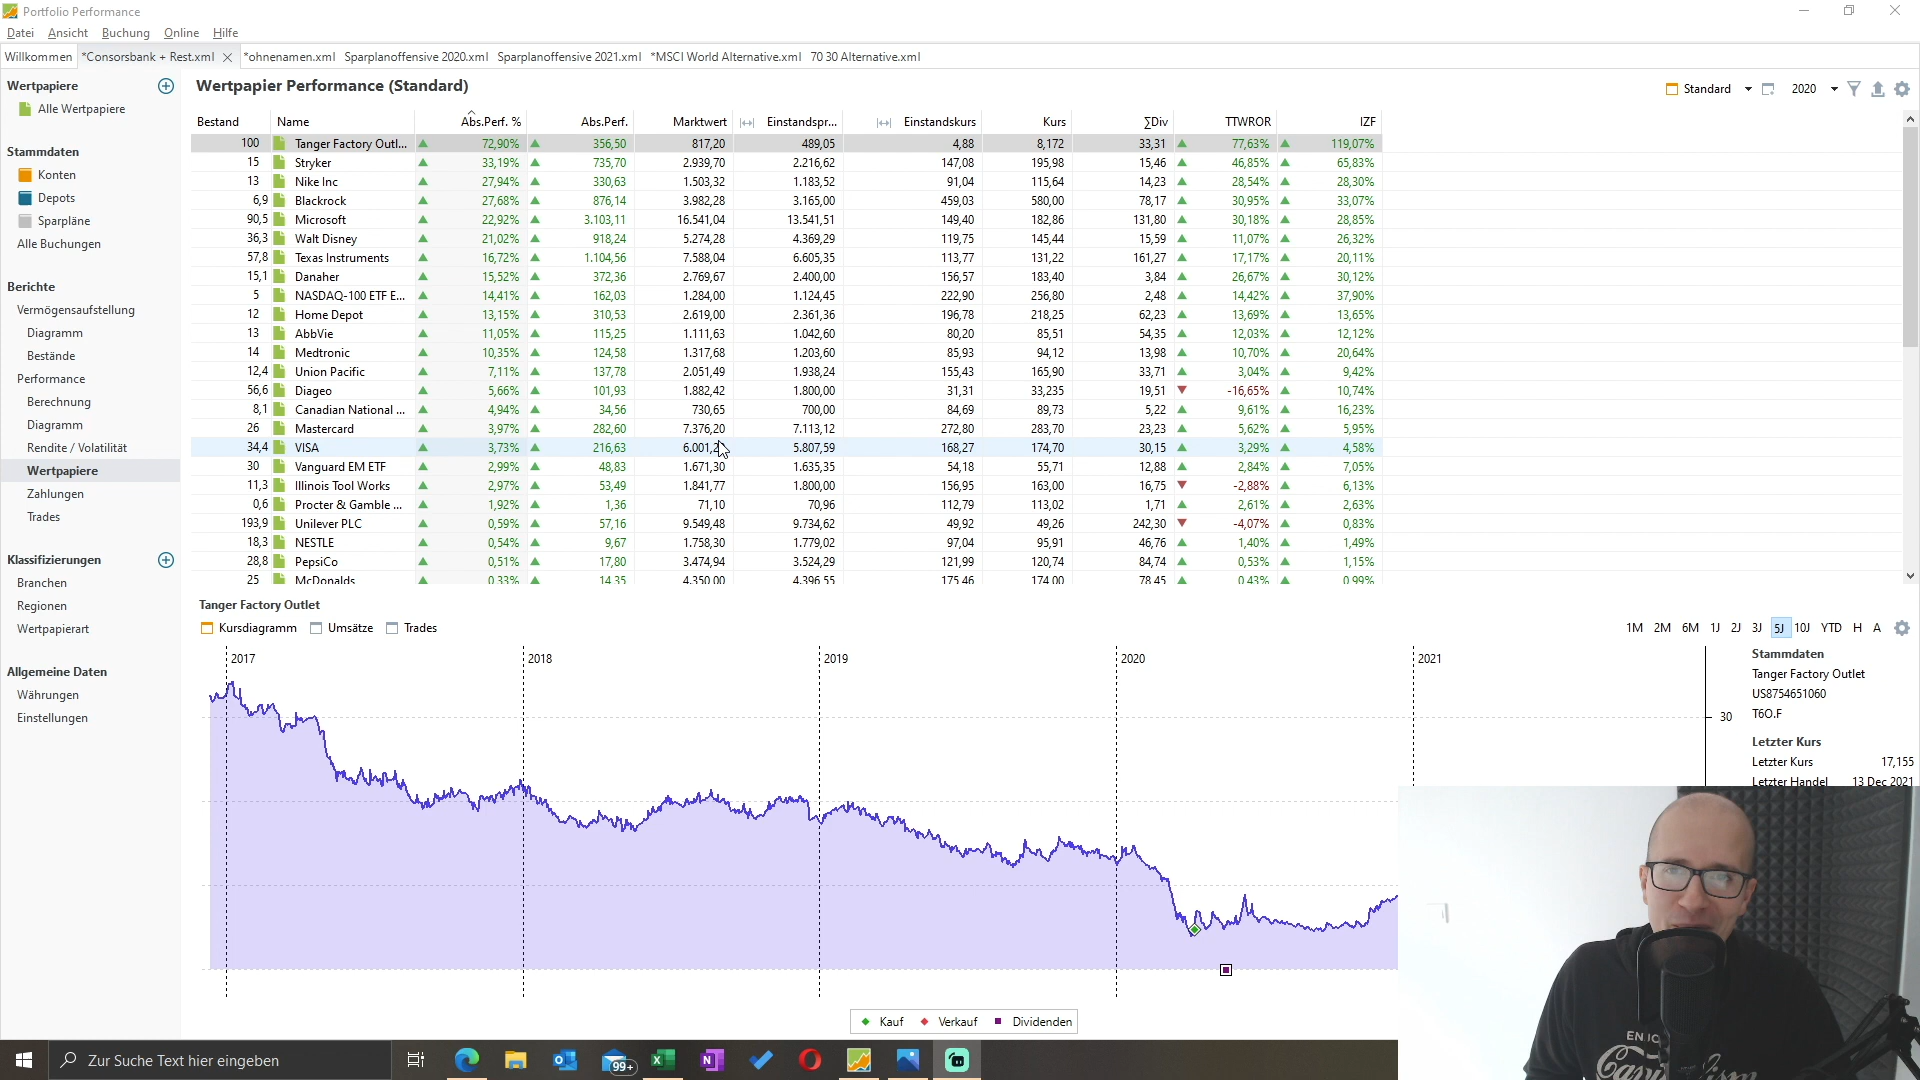 Portfolio Performance
Datei Ansicht Buchung Online Hilfe
Willkommen *Consorsbank + Rest.xml *ohnenamen.xml Sparplanoffensive 2020.xml Sparplanoffensive 2021.xml *MSCI World Alternative.xml 70 30 Alternative.xml
Wertpapiere
Alle Wertpapiere
Stammdaten
Konten
Depots
Sparpläne
Alle Buchungen
Berichte
Vermögensaufstellung
Diagramm
Bestände
Performance
Berechnung
Diagramm
Rendite / Volatilität
Wertpapiere
Zahlungen
Trades
Klassifizierungen
Branchen
Regionen
Wertpapierart
Allgemeine Daten
Währungen
Einstellungen
Wertpapier Performance (Standard)
Standard 2020
Bestand Name Abs.Perf. % Abs.Perf. Marktwert Einstandspr... Einstandskurs Kurs ∑Div TTWROR IZF
100 Tanger Factory Outl... 72,90% 356,50 817,20 489,05 4,88 8,172 33,31 77,63% 119,07%
15 Stryker 33,19% 735,70 2.939,70 2.216,62 147,08 195,98 15,46 46,85% 65,83%
13 Nike Inc 27,94% 330,63 1.503,32 1.183,52 91,04 115,64 14,23 28,54% 28,30%
6,9 Blackrock 27,68% 876,14 3.982,28 3.165,00 459,03 580,00 78,17 30,95% 33,07%
90,5 Microsoft 22,92% 3.103,11 16.541,04 13.541,51 149,40 182,86 131,80 30,18% 28,85%
36,3 Walt Disney 21,02% 918,24 5.274,28 4.369,29 119,75 145,44 15,59 11,07% 26,32%
57,8 Texas Instruments 16,72% 1.104,56 7.588,04 6.605,35 113,77 131,22 161,27 17,17% 20,11%
15,1 Danaher 15,52% 372,36 2.769,67 2.400,00 156,57 183,40 3,84 26,67% 30,12%
5 NASDAQ-100 ETF E... 14,41% 162,03 1.284,00 1.124,45 222,90 256,80 2,48 14,42% 37,90%
12 Home Depot 13,15% 310,53 2.619,00 2.361,36 196,78 218,25 62,23 13,69% 13,65%
13 AbbVie 11,05% 115,25 1.111,63 1.042,60 80,20 85,51 54,35 12,03% 12,12%
14 Medtronic 10,35% 124,58 1.317,68 1.203,60 85,93 94,12 13,98 10,70% 20,64%
12,4 Union Pacific 7,11% 137,78 2.051,49 1.938,24 155,43 165,90 33,71 3,04% 9,42%
56,6 Diageo 5,66% 101,93 1.882,42 1.800,00 31,31 33,235 19,51 -16,65% 10,74%
8,1 Canadian National ... 4,94% 34,56 730,65 700,00 84,69 89,73 5,22 9,61% 16,23%
26 Mastercard 3,97% 282,60 7.376,20 7.113,12 272,80 283,70 23,23 5,62% 5,95%
34,4 VISA 3,73% 216,63 5.807,59 168,27 174,70 30,15 3,29% 4,58%
30 Vanguard EM ETF 2,99% 48,83 1.671,30 1.635,35 54,18 55,71 12,88 2,84% 7,05%
11,3 Illinois Tool Works 2,97% 53,49 1.841,77 1.800,00 156,95 163,00 16,75 -2,88% 6,13%
0,6 Procter & Gamble ... 1,92% 1,36 71,10 70,96 112,79 113,02 1,71 2,61% 2,63%
193,9 Unilever PLC 0,59% 57,16 9.549,48 9.734,62 49,92 49,26 242,30 -4,07% 0,83%
18,3 NESTLE 0,54% 9,67 1.758,30 1.779,02 97,04 95,91 46,76 1,40% 1,49%
28,8 PepsiCo 0,51% 17,80 3.474,94 3.524,29 121,99 120,74 84,74 0,53% 1,15%
25 McDonalds 0,33% 14,35 4.350,00 4.396,55 175,46 174,00 78,45 0,43% 0,99%
Tanger Factory Outlet
Kursdiagramm Umsätze Trades
1M 2M 6M 1J 2J 3J 5J 10J YTD H A
2017 2018 2019 2020 2021
30
Stammdaten
Tanger Factory Outlet
US8754651060
T6O.F
Letzter Kurs
Letzter Kurs 17,155
Letzter Handel 13 Dec 2021
Kauf Verkauf Dividenden
Zur Suche Text hier eingeben
99+